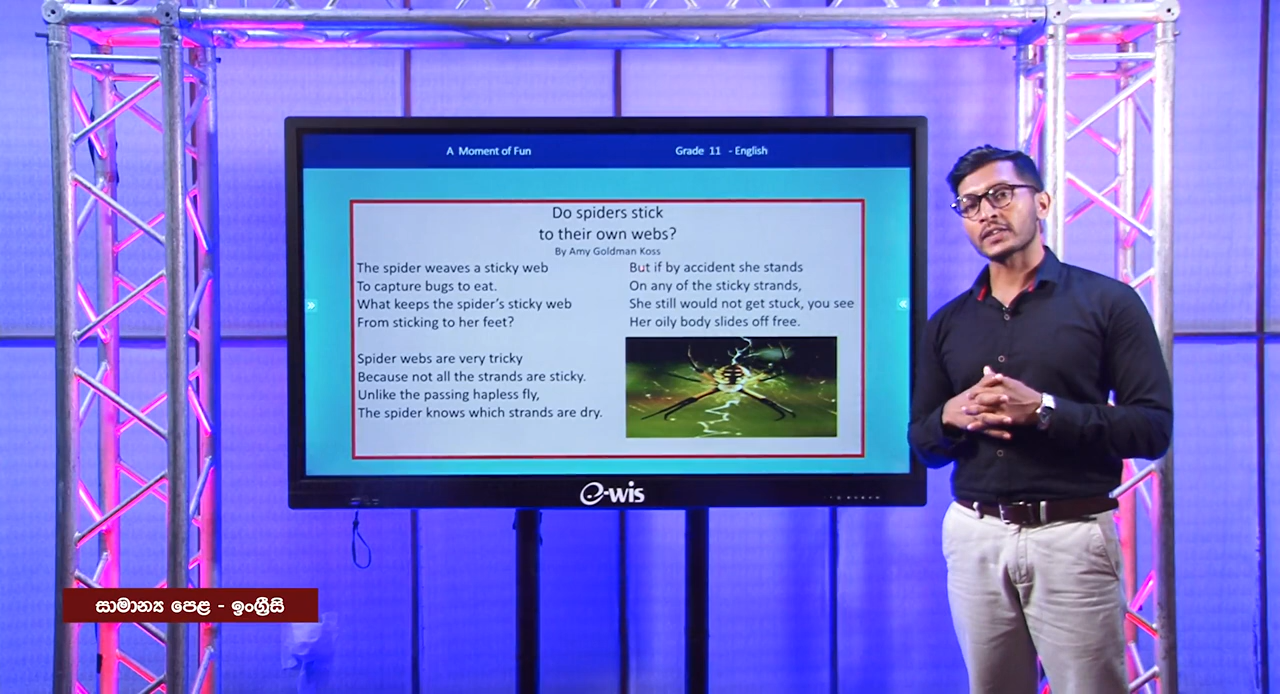 A Moment of Fun
Grade 11 - English
Do spiders stick
to their own webs?
By Amy Goldman Koss
The spider weaves a sticky web
To capture bugs to eat.
What keeps the spider's sticky web
From sticking to her feet?
Spider webs are very tricky
Because not all the strands are sticky.
Unlike the passing hapless fly,
The spider knows which strands are dry.
But if by accident she stands
On any of the sticky strands,
She still would not get stuck, you see
Her oily body slides off free.
e-wis
සාමාන්‍ය පෙළ - ඉංග්‍රීසි